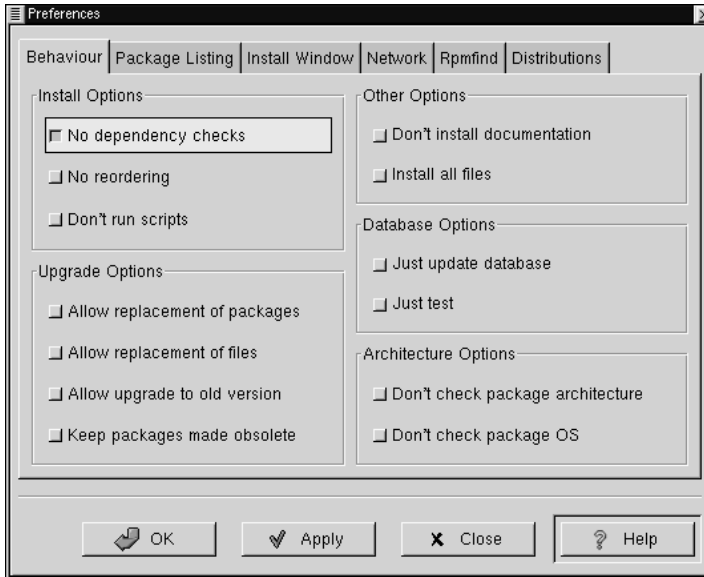 Preferences
Behaviour Package Listing Install Window Network Rpmfind Distributions
Install Options
No dependency checks
No reordering
Don't run scripts
Upgrade Options
Allow replacement of packages
Allow replacement of files
Allow upgrade to old version
Keep packages made obsolete
Other Options
Don't install documentation
Install all files
Database Options
Just update database
Just test
Architecture Options
Don't check package architecture
Don't check package OS
OK Apply Close Help